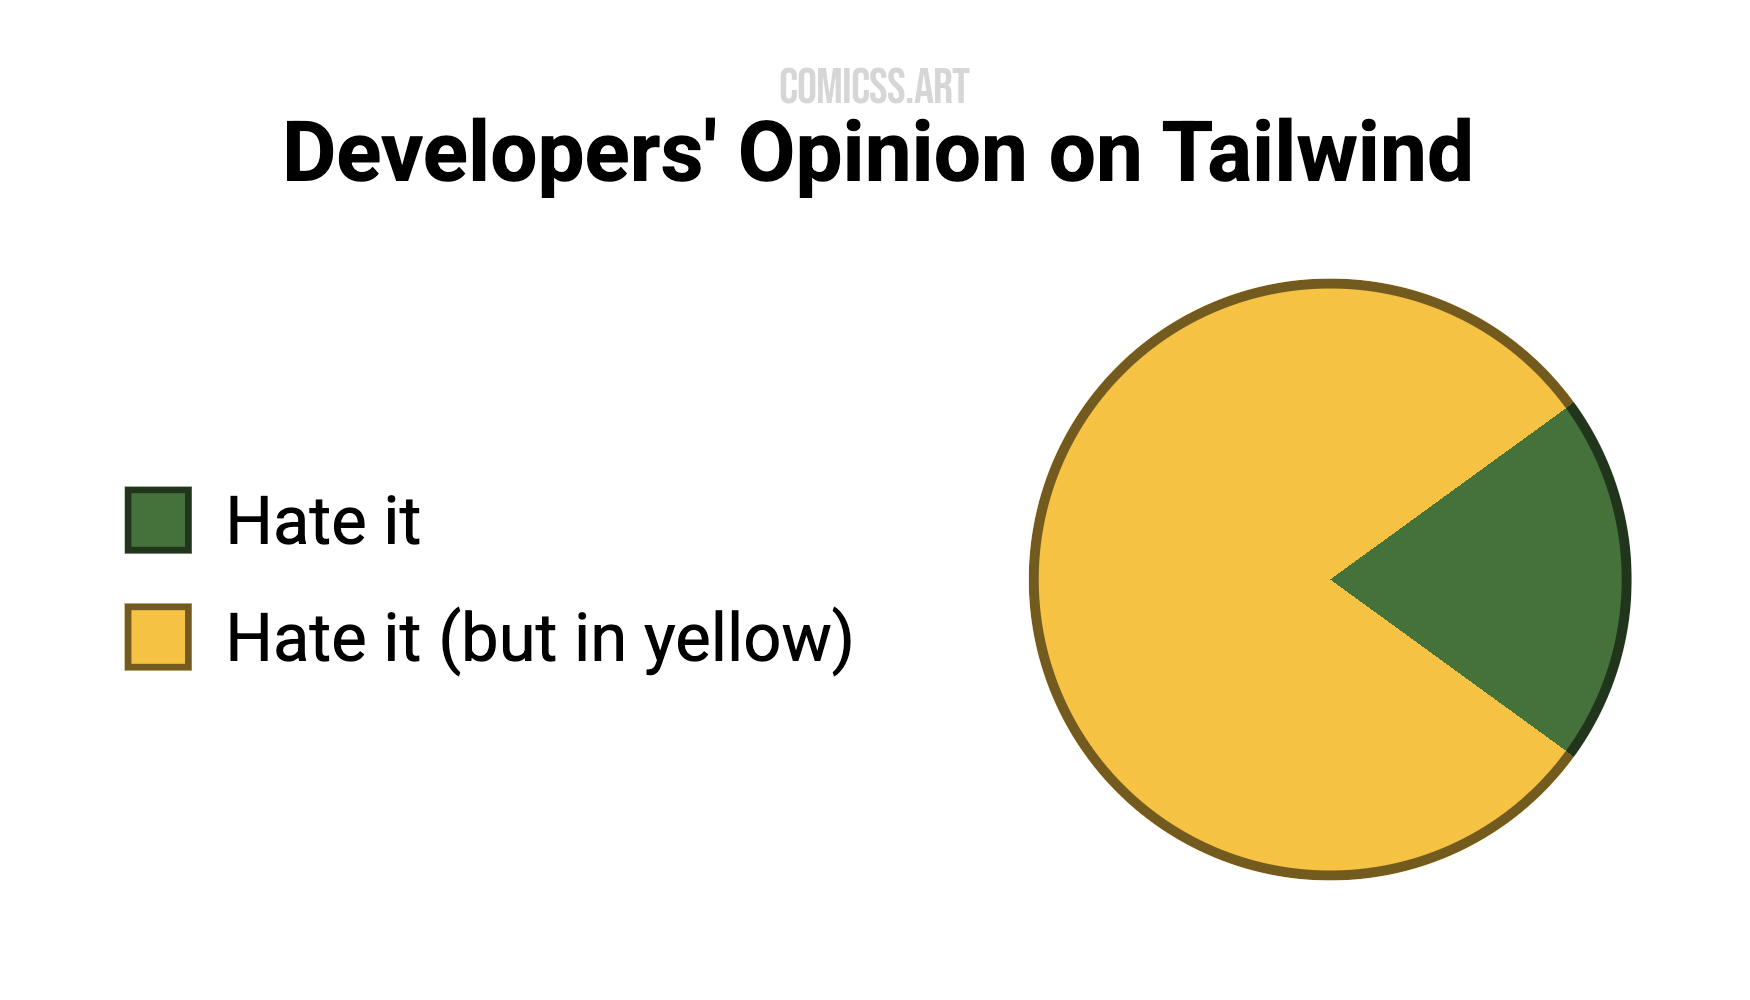 COMICSS.ART
Developers' Opinion on Tailwind
Hate it
Hate it (but in yellow)